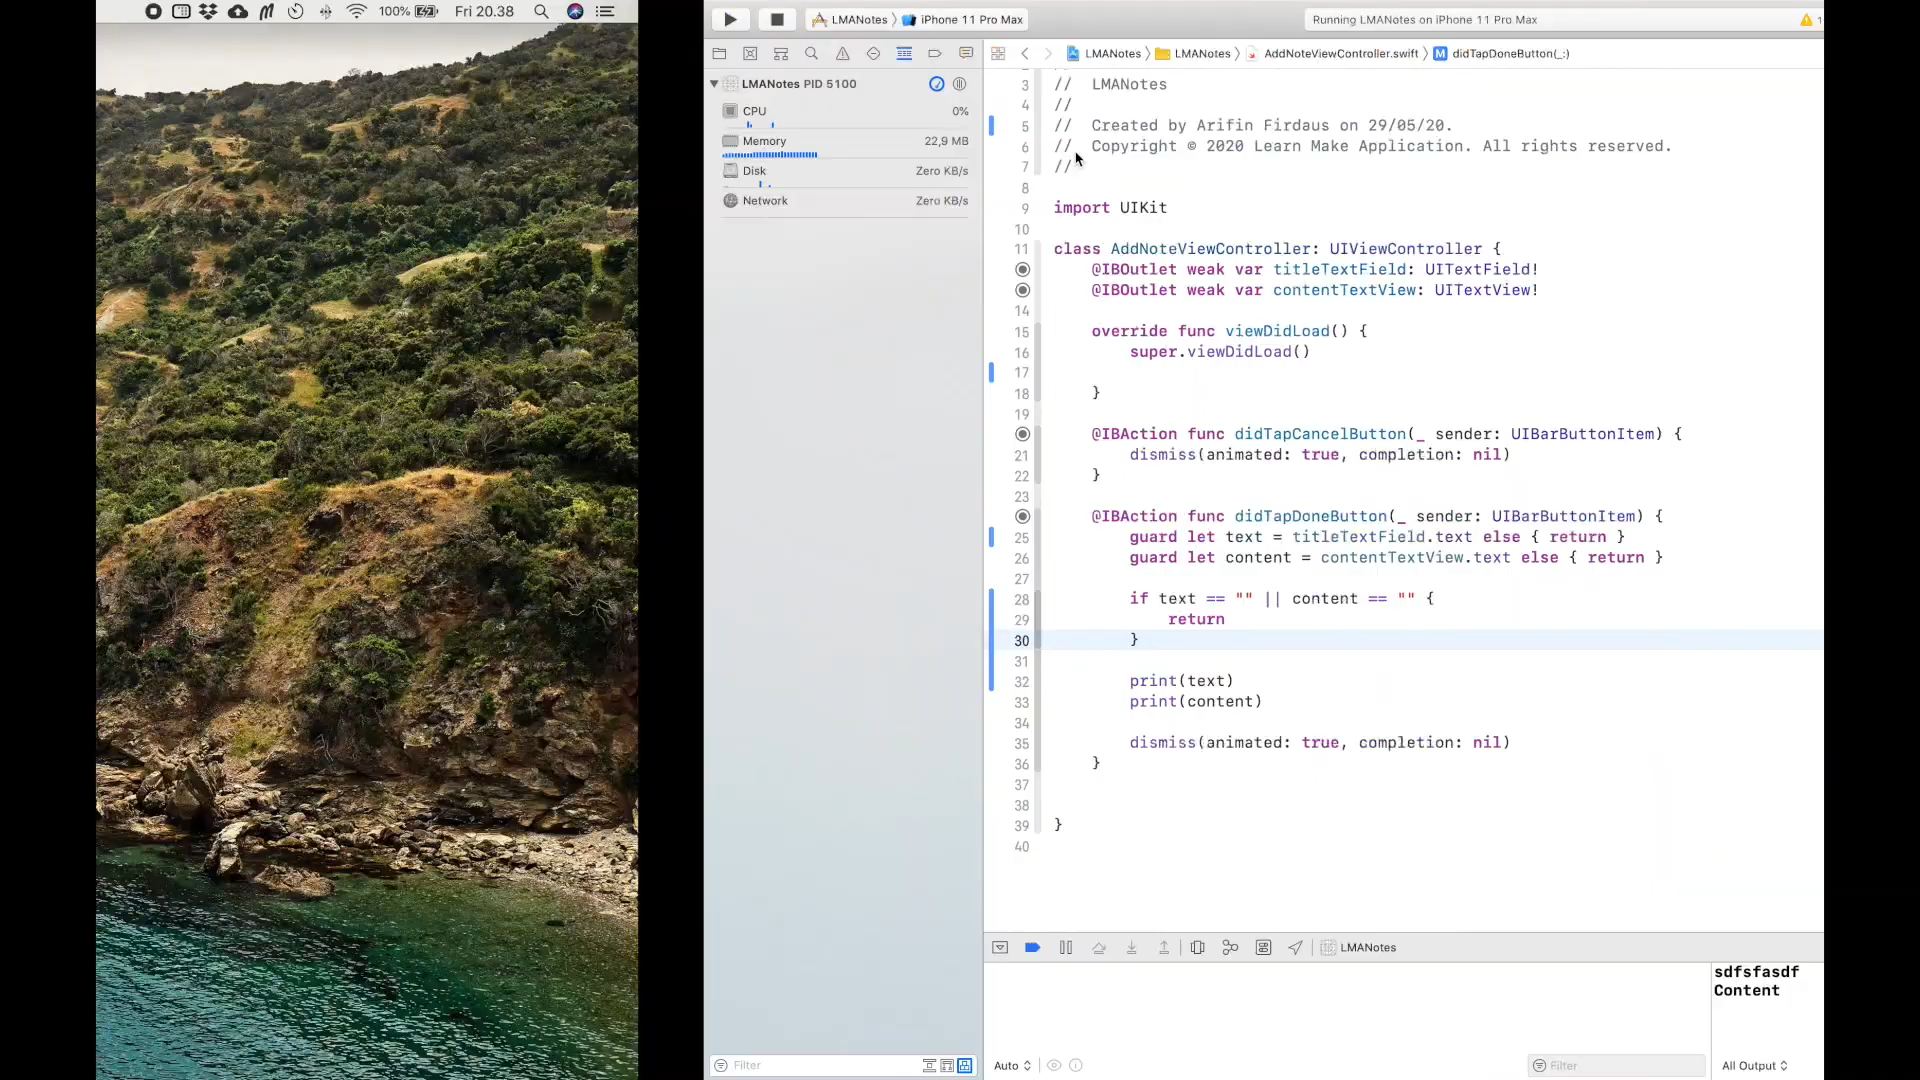 100% Fri 20.38
LMANotes iPhone 11 Pro Max
Running LMANotes on iPhone 11 Pro Max
1
LMANotes LMANotes AddNoteViewController.swift M didTapDoneButton(_:)
LMANotes PID 5100
CPU 0%
Memory 22,9 MB
Disk Zero KB/s
Network Zero KB/s
Filter
3 // LMANotes
4 //
5 // Created by Arifin Firdaus on 29/05/20.
6 // Copyright © 2020 Learn Make Application. All rights reserved.
7 //
8
9 import UIKit
10
11 class AddNoteViewController: UIViewController {
@IBOutlet weak var titleTextField: UITextField!
@IBOutlet weak var contentTextView: UITextView!
14
15 override func viewDidLoad() {
16 super.viewDidLoad()
17
18 }
19
@IBAction func didTapCancelButton(_ sender: UIBarButtonItem) {
21 dismiss(animated: true, completion: nil)
22 }
23
@IBAction func didTapDoneButton(_ sender: UIBarButtonItem) {
25 guard let text = titleTextField.text else { return }
26 guard let content = contentTextView.text else { return }
27
28 if text == "" || content == "" {
29 return
30 }
31
32 print(text)
33 print(content)
34
35 dismiss(animated: true, completion: nil)
36 }
37
38
39 }
40
LMANotes
sdfsfasdf
Content
Auto
Filter
All Output